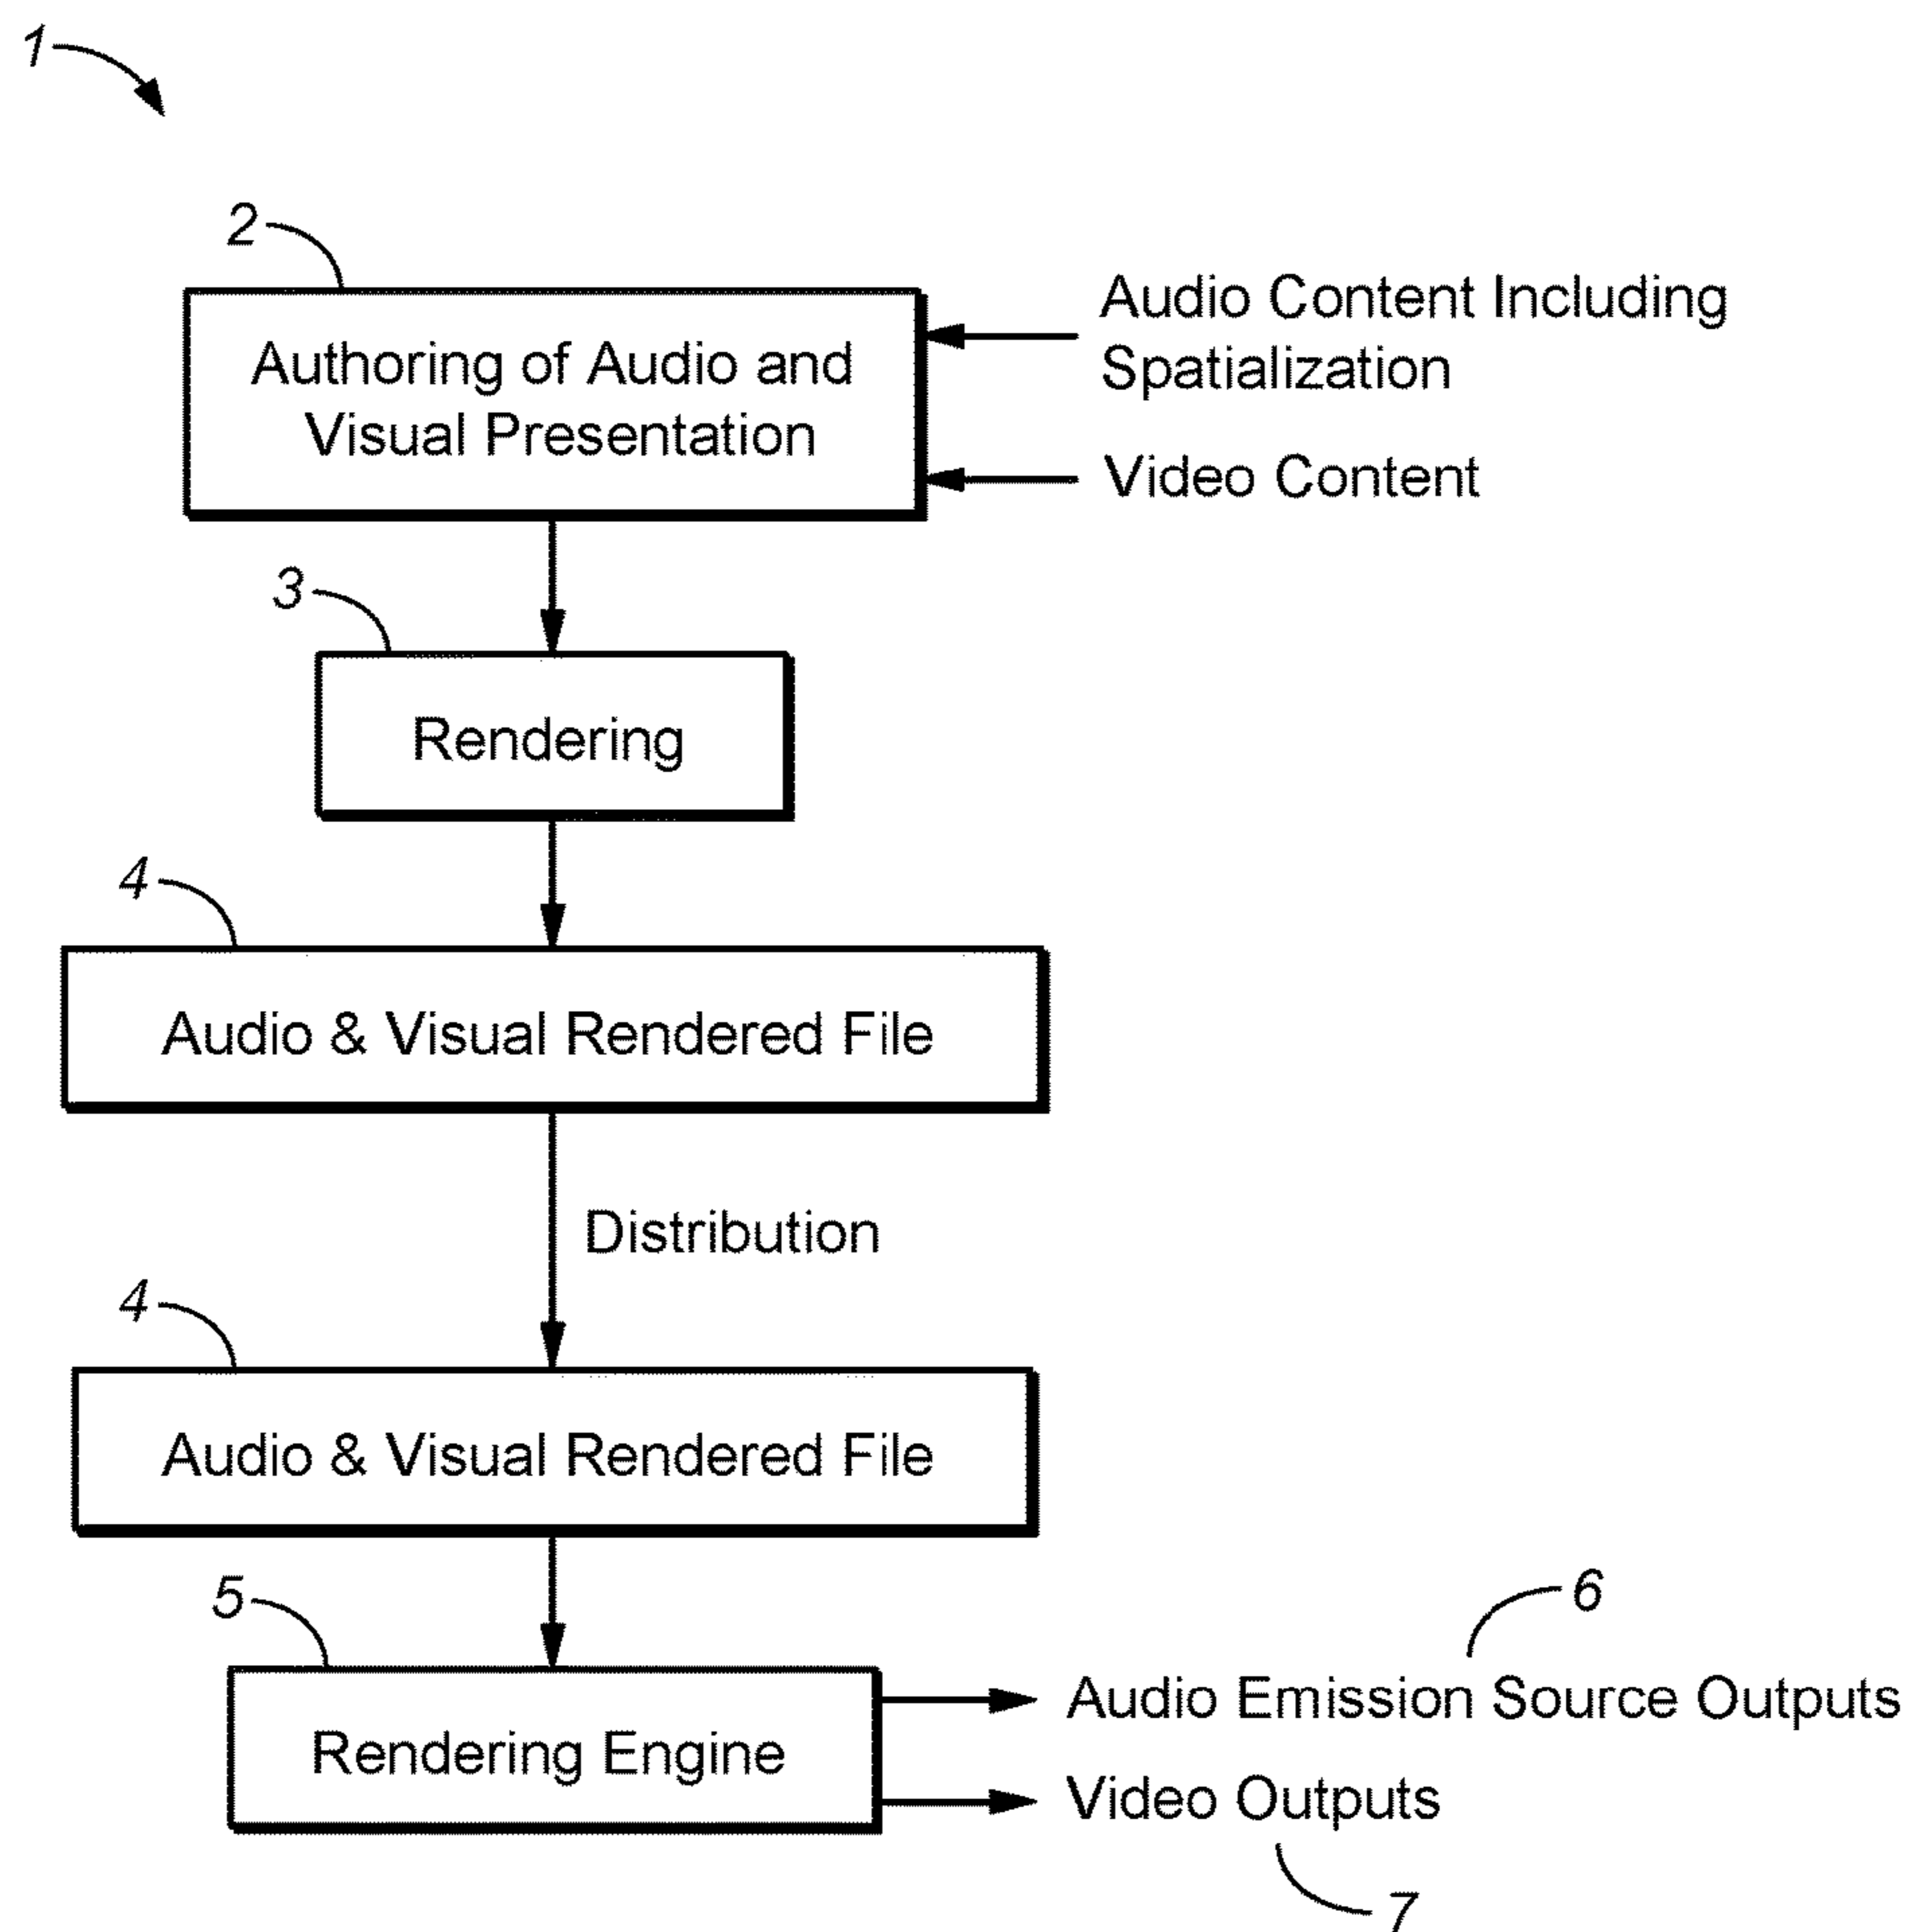 1
2
Authoring of Audio and
Visual Presentation
Audio Content Including
Spatialization
Video Content
3
Rendering
4
Audio & Visual Rendered File
Distribution
4
Audio & Visual Rendered File
5
Rendering Engine
6
Audio Emission Source Outputs
Video Outputs
7